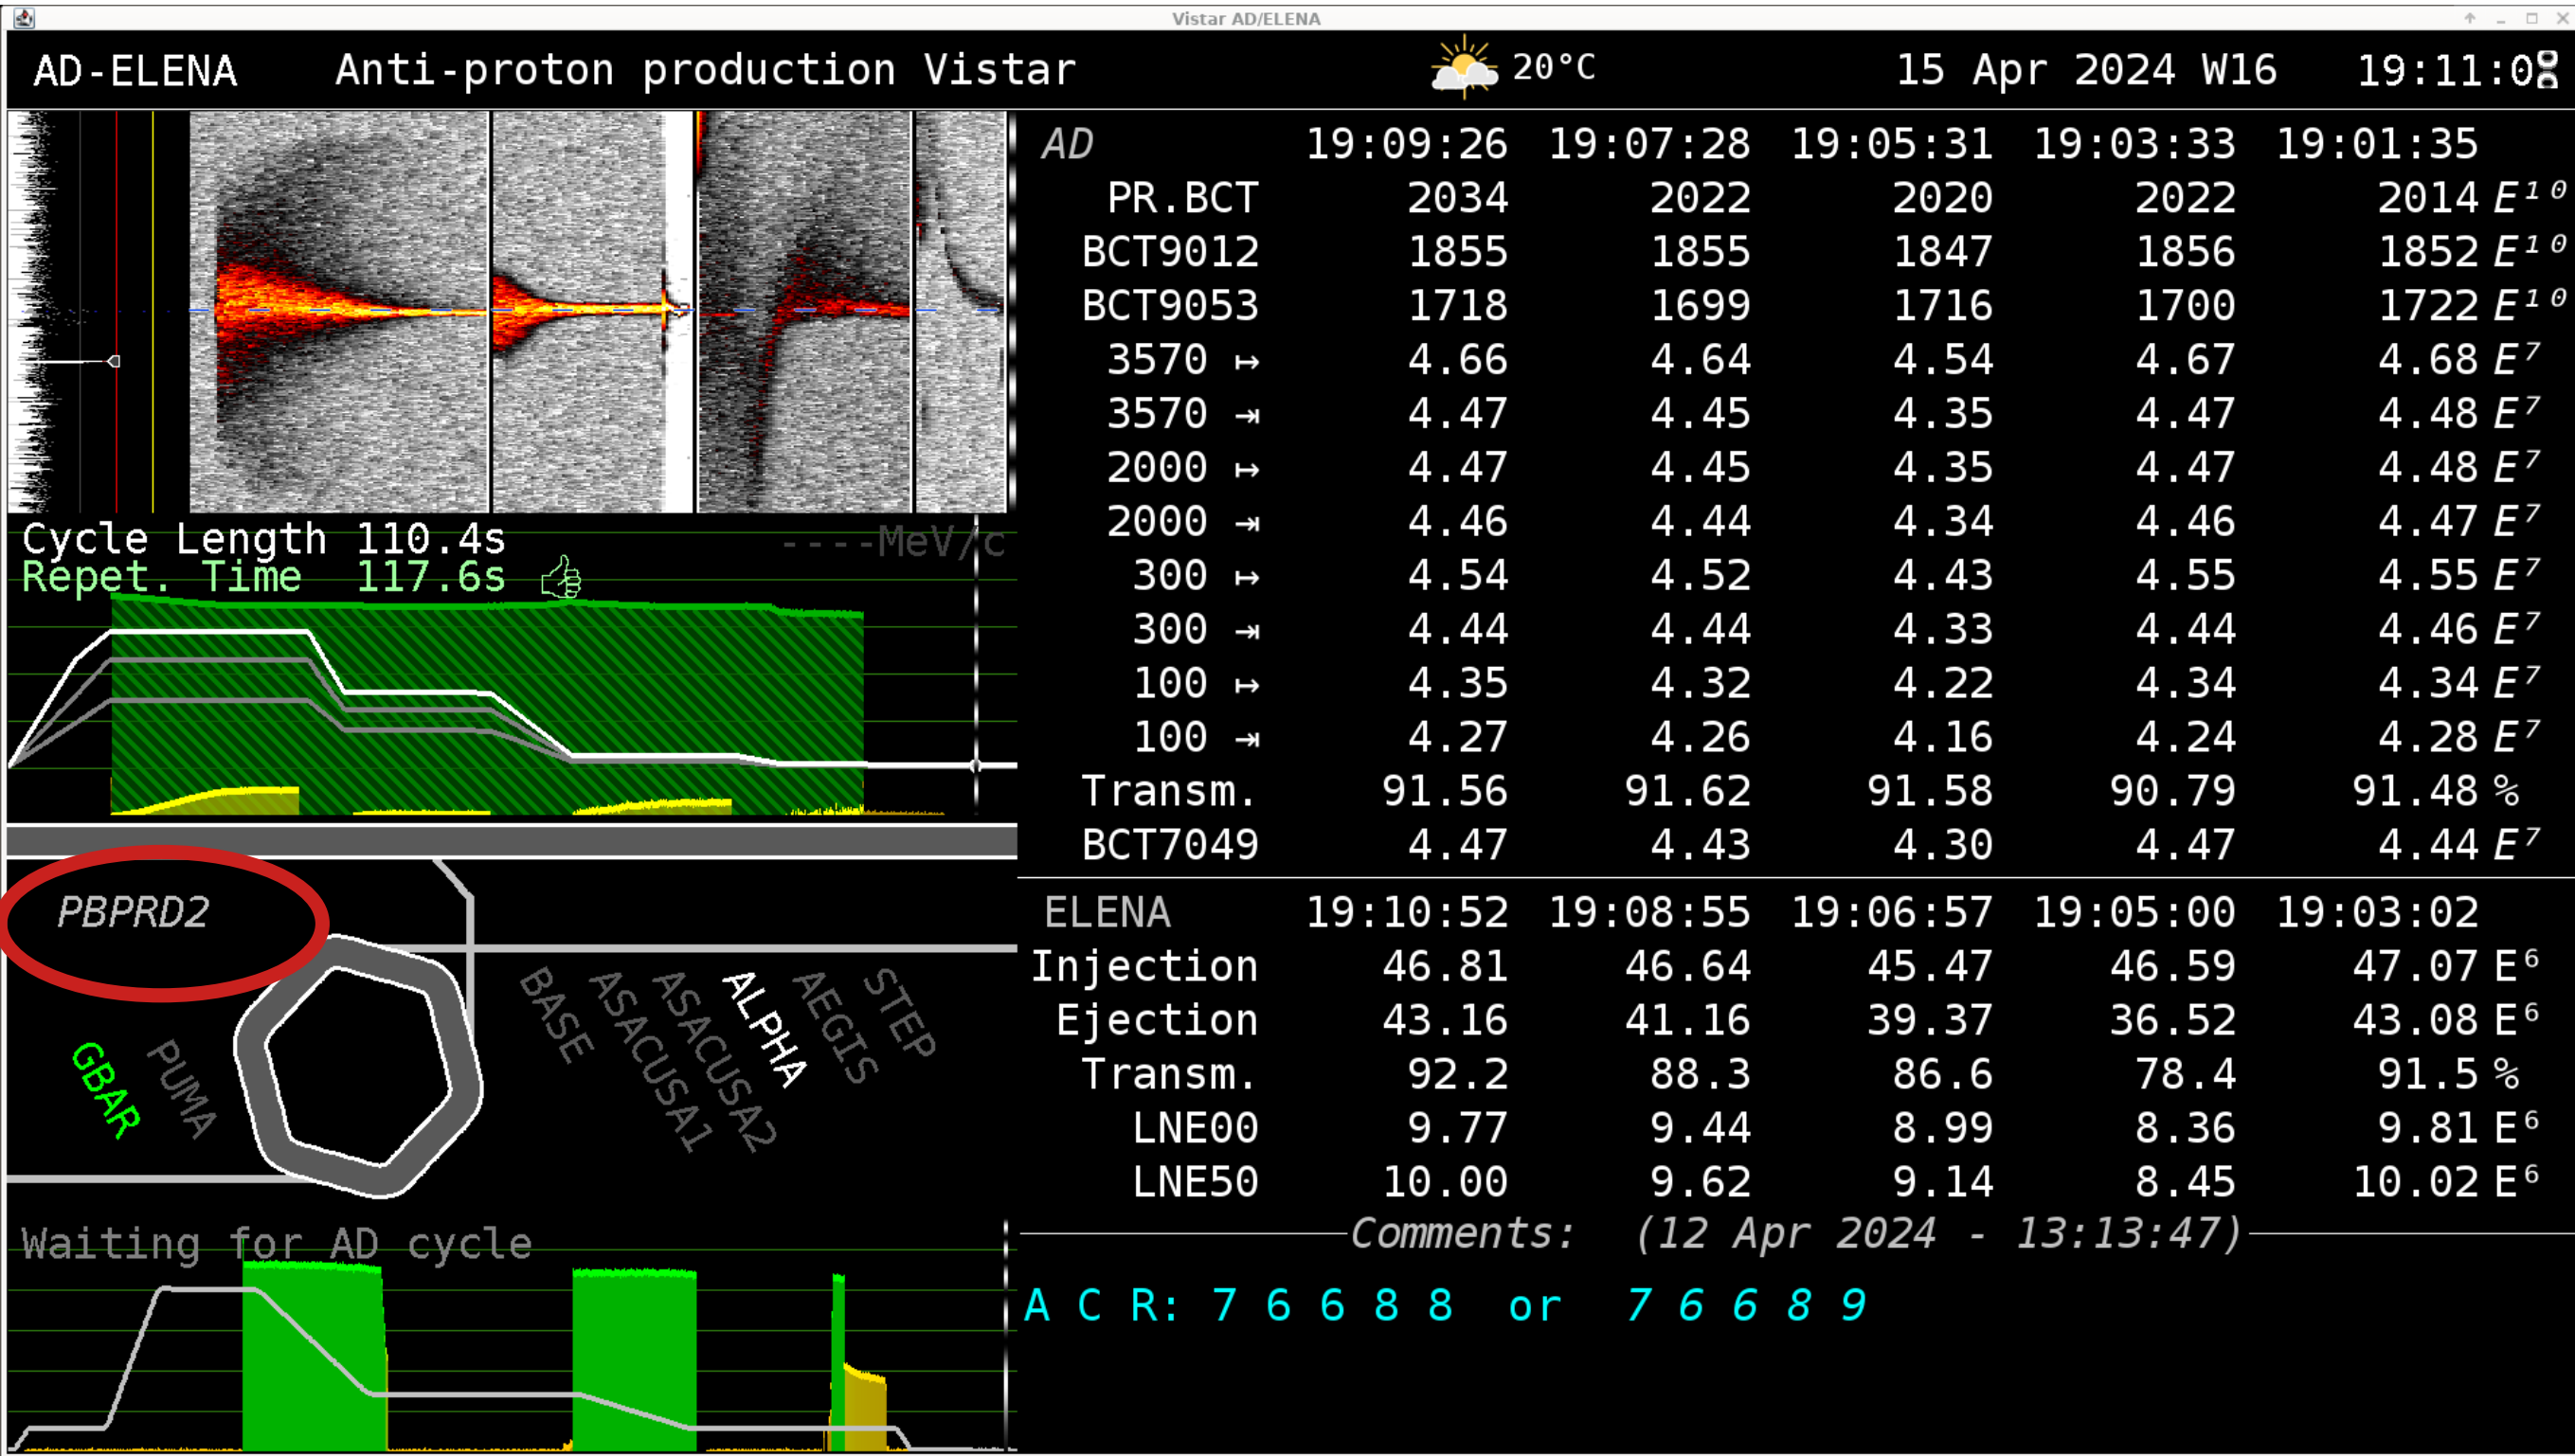 Vistar AD/ELENA
AD-ELENA Anti-proton production Vistar 20°C 15 Apr 2024 W16 19:11:08
Cycle Length 110.4s ----MeV/c
Repet. Time 117.6s
PBPRD2
GBAR
PUMA
BASE
ASACUSA1
ASACUSA2
ALPHA
AEGIS
STEP
Waiting for AD cycle
AD 19:09:26 19:07:28 19:05:31 19:03:33 19:01:35
PR.BCT 2034 2022 2020 2022 2014 E¹⁰
BCT9012 1855 1855 1847 1856 1852 E¹⁰
BCT9053 1718 1699 1716 1700 1722 E¹⁰
3570 ↦ 4.66 4.64 4.54 4.67 4.68 E⁷
3570 ⇥ 4.47 4.45 4.35 4.47 4.48 E⁷
2000 ↦ 4.47 4.45 4.35 4.47 4.48 E⁷
2000 ⇥ 4.46 4.44 4.34 4.46 4.47 E⁷
300 ↦ 4.54 4.52 4.43 4.55 4.55 E⁷
300 ⇥ 4.44 4.44 4.33 4.44 4.46 E⁷
100 ↦ 4.35 4.32 4.22 4.34 4.34 E⁷
100 ⇥ 4.27 4.26 4.16 4.24 4.28 E⁷
Transm. 91.56 91.62 91.58 90.79 91.48 %
BCT7049 4.47 4.43 4.30 4.47 4.44 E⁷
ELENA 19:10:52 19:08:55 19:06:57 19:05:00 19:03:02
Injection 46.81 46.64 45.47 46.59 47.07 E⁶
Ejection 43.16 41.16 39.37 36.52 43.08 E⁶
Transm. 92.2 88.3 86.6 78.4 91.5 %
LNE00 9.77 9.44 8.99 8.36 9.81 E⁶
LNE50 10.00 9.62 9.14 8.45 10.02 E⁶
Comments: (12 Apr 2024 - 13:13:47)
A C R: 7 6 6 8 8 or 7 6 6 8 9